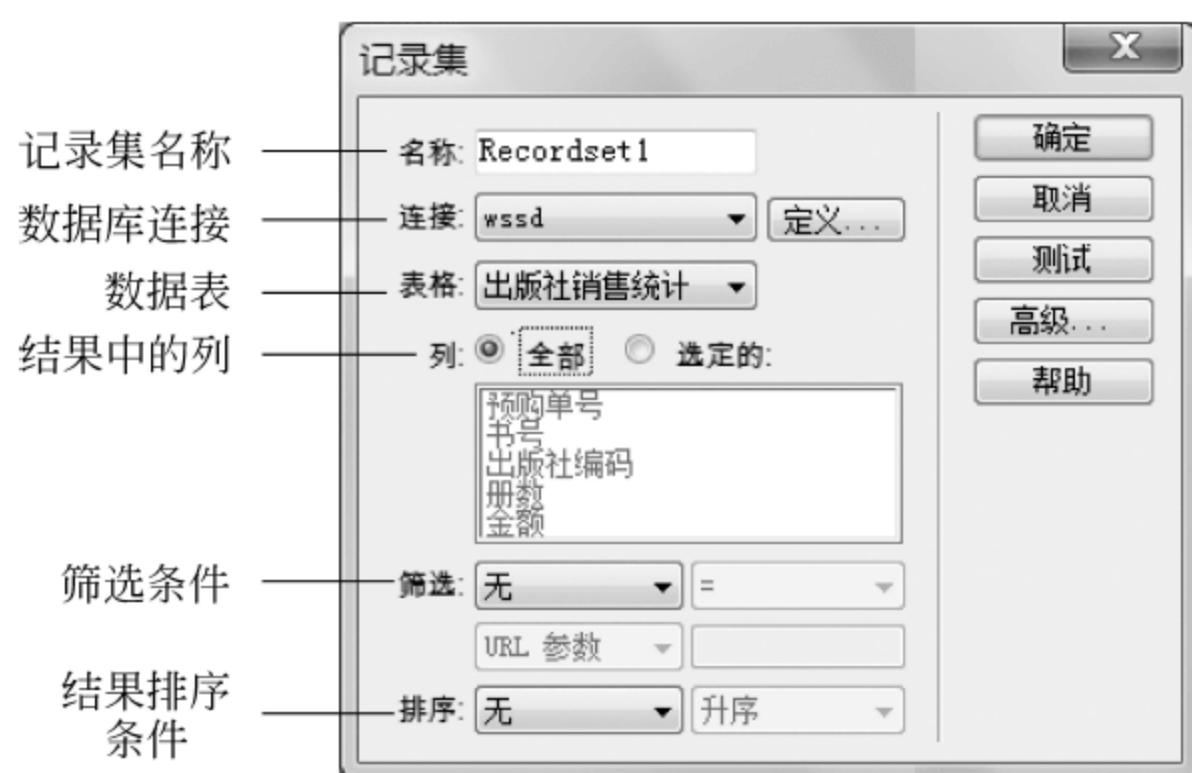 记录集
记录集名称
名称: Recordset1
确定
取消
数据库连接
连接: wssd
定义...
测试
数据表
表格: 出版社销售统计
高级...
结果中的列
列: 全部 选定的:
帮助
预购单号
书号
出版社编码
册数
金额
筛选条件
筛选: 无 =
URL 参数
结果排序
条件
排序: 无 升序